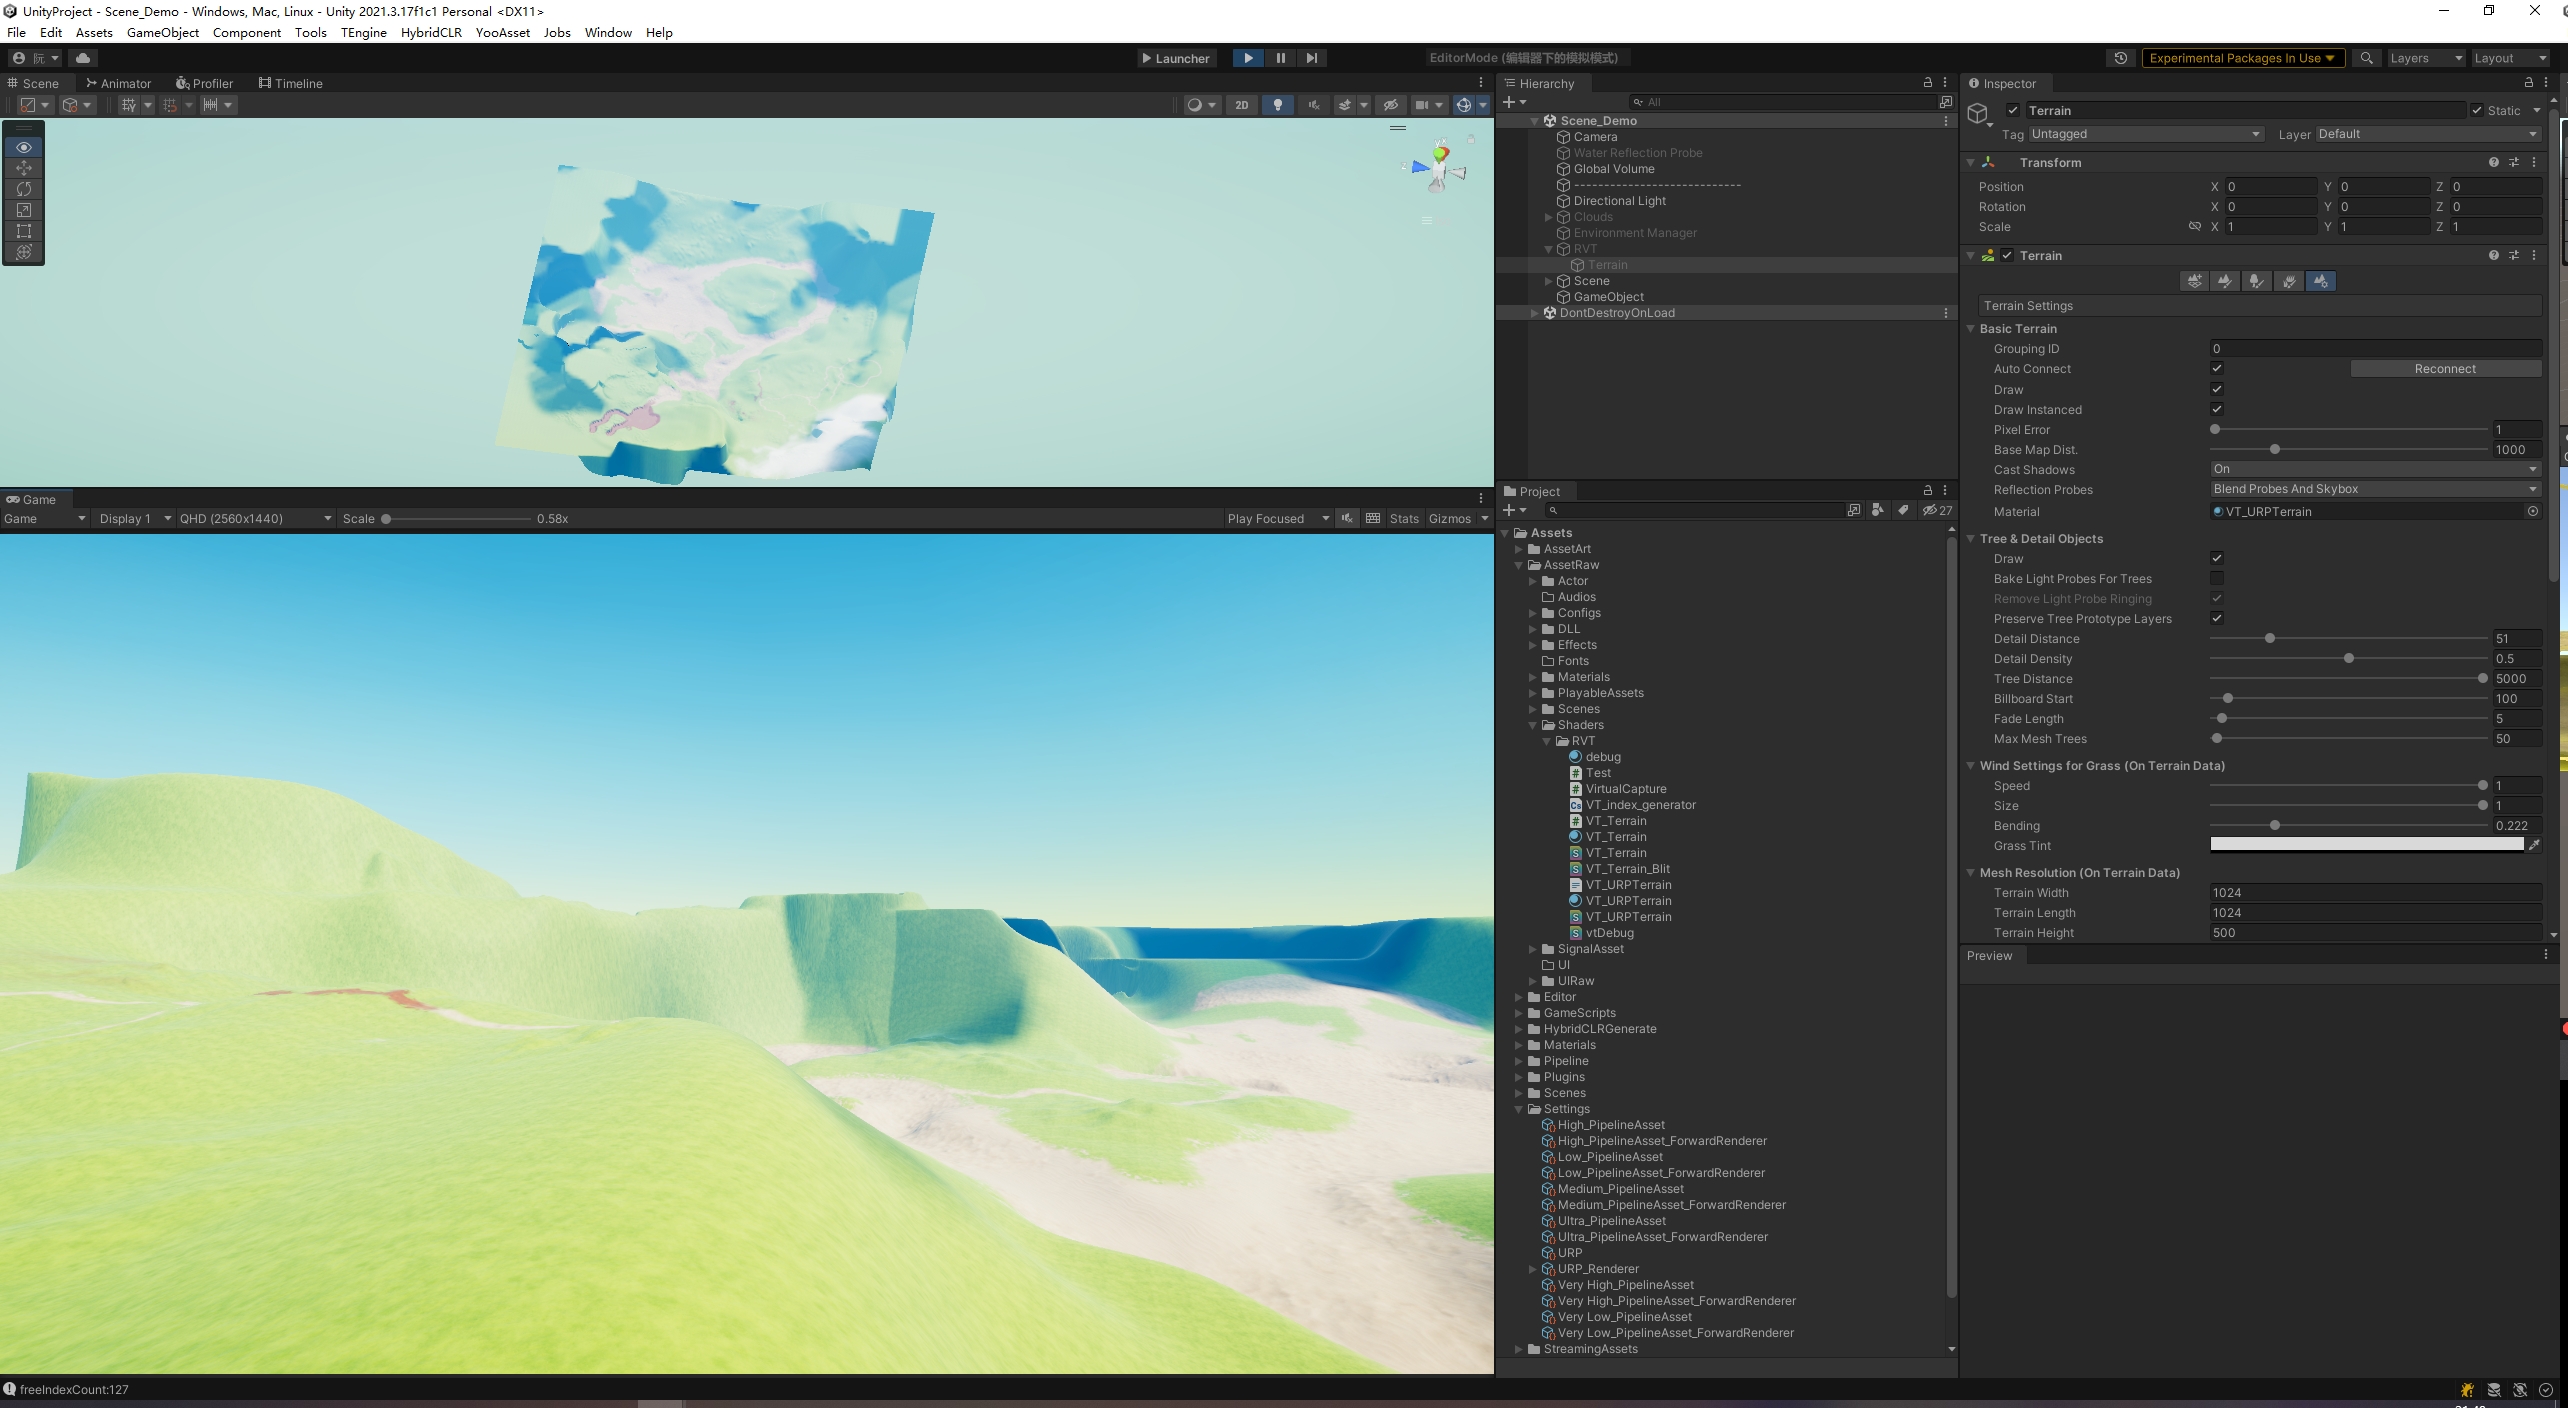 UnityProject - Scene_Demo - Windows, Mac, Linux - Unity 2021.3.17f1c1 Personal <DX11>
File Edit Assets GameObject Component Tools TEngine HybridCLR YooAsset Jobs Window Help
阮 Launcher EditorMode (编辑器下的模拟模式) Experimental Packages In Use Layers Layout
Scene Animator Profiler Timeline
2D
Game
Game Display 1 QHD (2560x1440) Scale 0.58x Play Focused Stats Gizmos
freeIndexCount:127
Hierarchy
All
Scene_Demo
Camera
Water Reflection Probe
Global Volume
----------------------------
Directional Light
Clouds
Environment Manager
RVT
Terrain
Scene
GameObject
DontDestroyOnLoad
Project
27
Assets
AssetArt
AssetRaw
Actor
Audios
Configs
DLL
Effects
Fonts
Materials
PlayableAssets
Scenes
Shaders
RVT
debug
Test
VirtualCapture
VT_index_generator
VT_Terrain
VT_Terrain
VT_Terrain
VT_Terrain_Blit
VT_URPTerrain
VT_URPTerrain
VT_URPTerrain
vtDebug
SignalAsset
UI
UIRaw
Editor
GameScripts
HybridCLRGenerate
Materials
Pipeline
Plugins
Scenes
Settings
High_PipelineAsset
High_PipelineAsset_ForwardRenderer
Low_PipelineAsset
Low_PipelineAsset_ForwardRenderer
Medium_PipelineAsset
Medium_PipelineAsset_ForwardRenderer
Ultra_PipelineAsset
Ultra_PipelineAsset_ForwardRenderer
URP
URP_Renderer
Very High_PipelineAsset
Very High_PipelineAsset_ForwardRenderer
Very Low_PipelineAsset
Very Low_PipelineAsset_ForwardRenderer
StreamingAssets
Inspector
Terrain Static
Tag Untagged Layer Default
Transform
Position X 0 Y 0 Z 0
Rotation X 0 Y 0 Z 0
Scale X 1 Y 1 Z 1
Terrain
Terrain Settings
Basic Terrain
Grouping ID 0
Auto Connect Reconnect
Draw
Draw Instanced
Pixel Error 1
Base Map Dist. 1000
Cast Shadows On
Reflection Probes Blend Probes And Skybox
Material VT_URPTerrain
Tree & Detail Objects
Draw
Bake Light Probes For Trees
Remove Light Probe Ringing
Preserve Tree Prototype Layers
Detail Distance 51
Detail Density 0.5
Tree Distance 5000
Billboard Start 100
Fade Length 5
Max Mesh Trees 50
Wind Settings for Grass (On Terrain Data)
Speed 1
Size 1
Bending 0.222
Grass Tint
Mesh Resolution (On Terrain Data)
Terrain Width 1024
Terrain Length 1024
Terrain Height 500
Preview